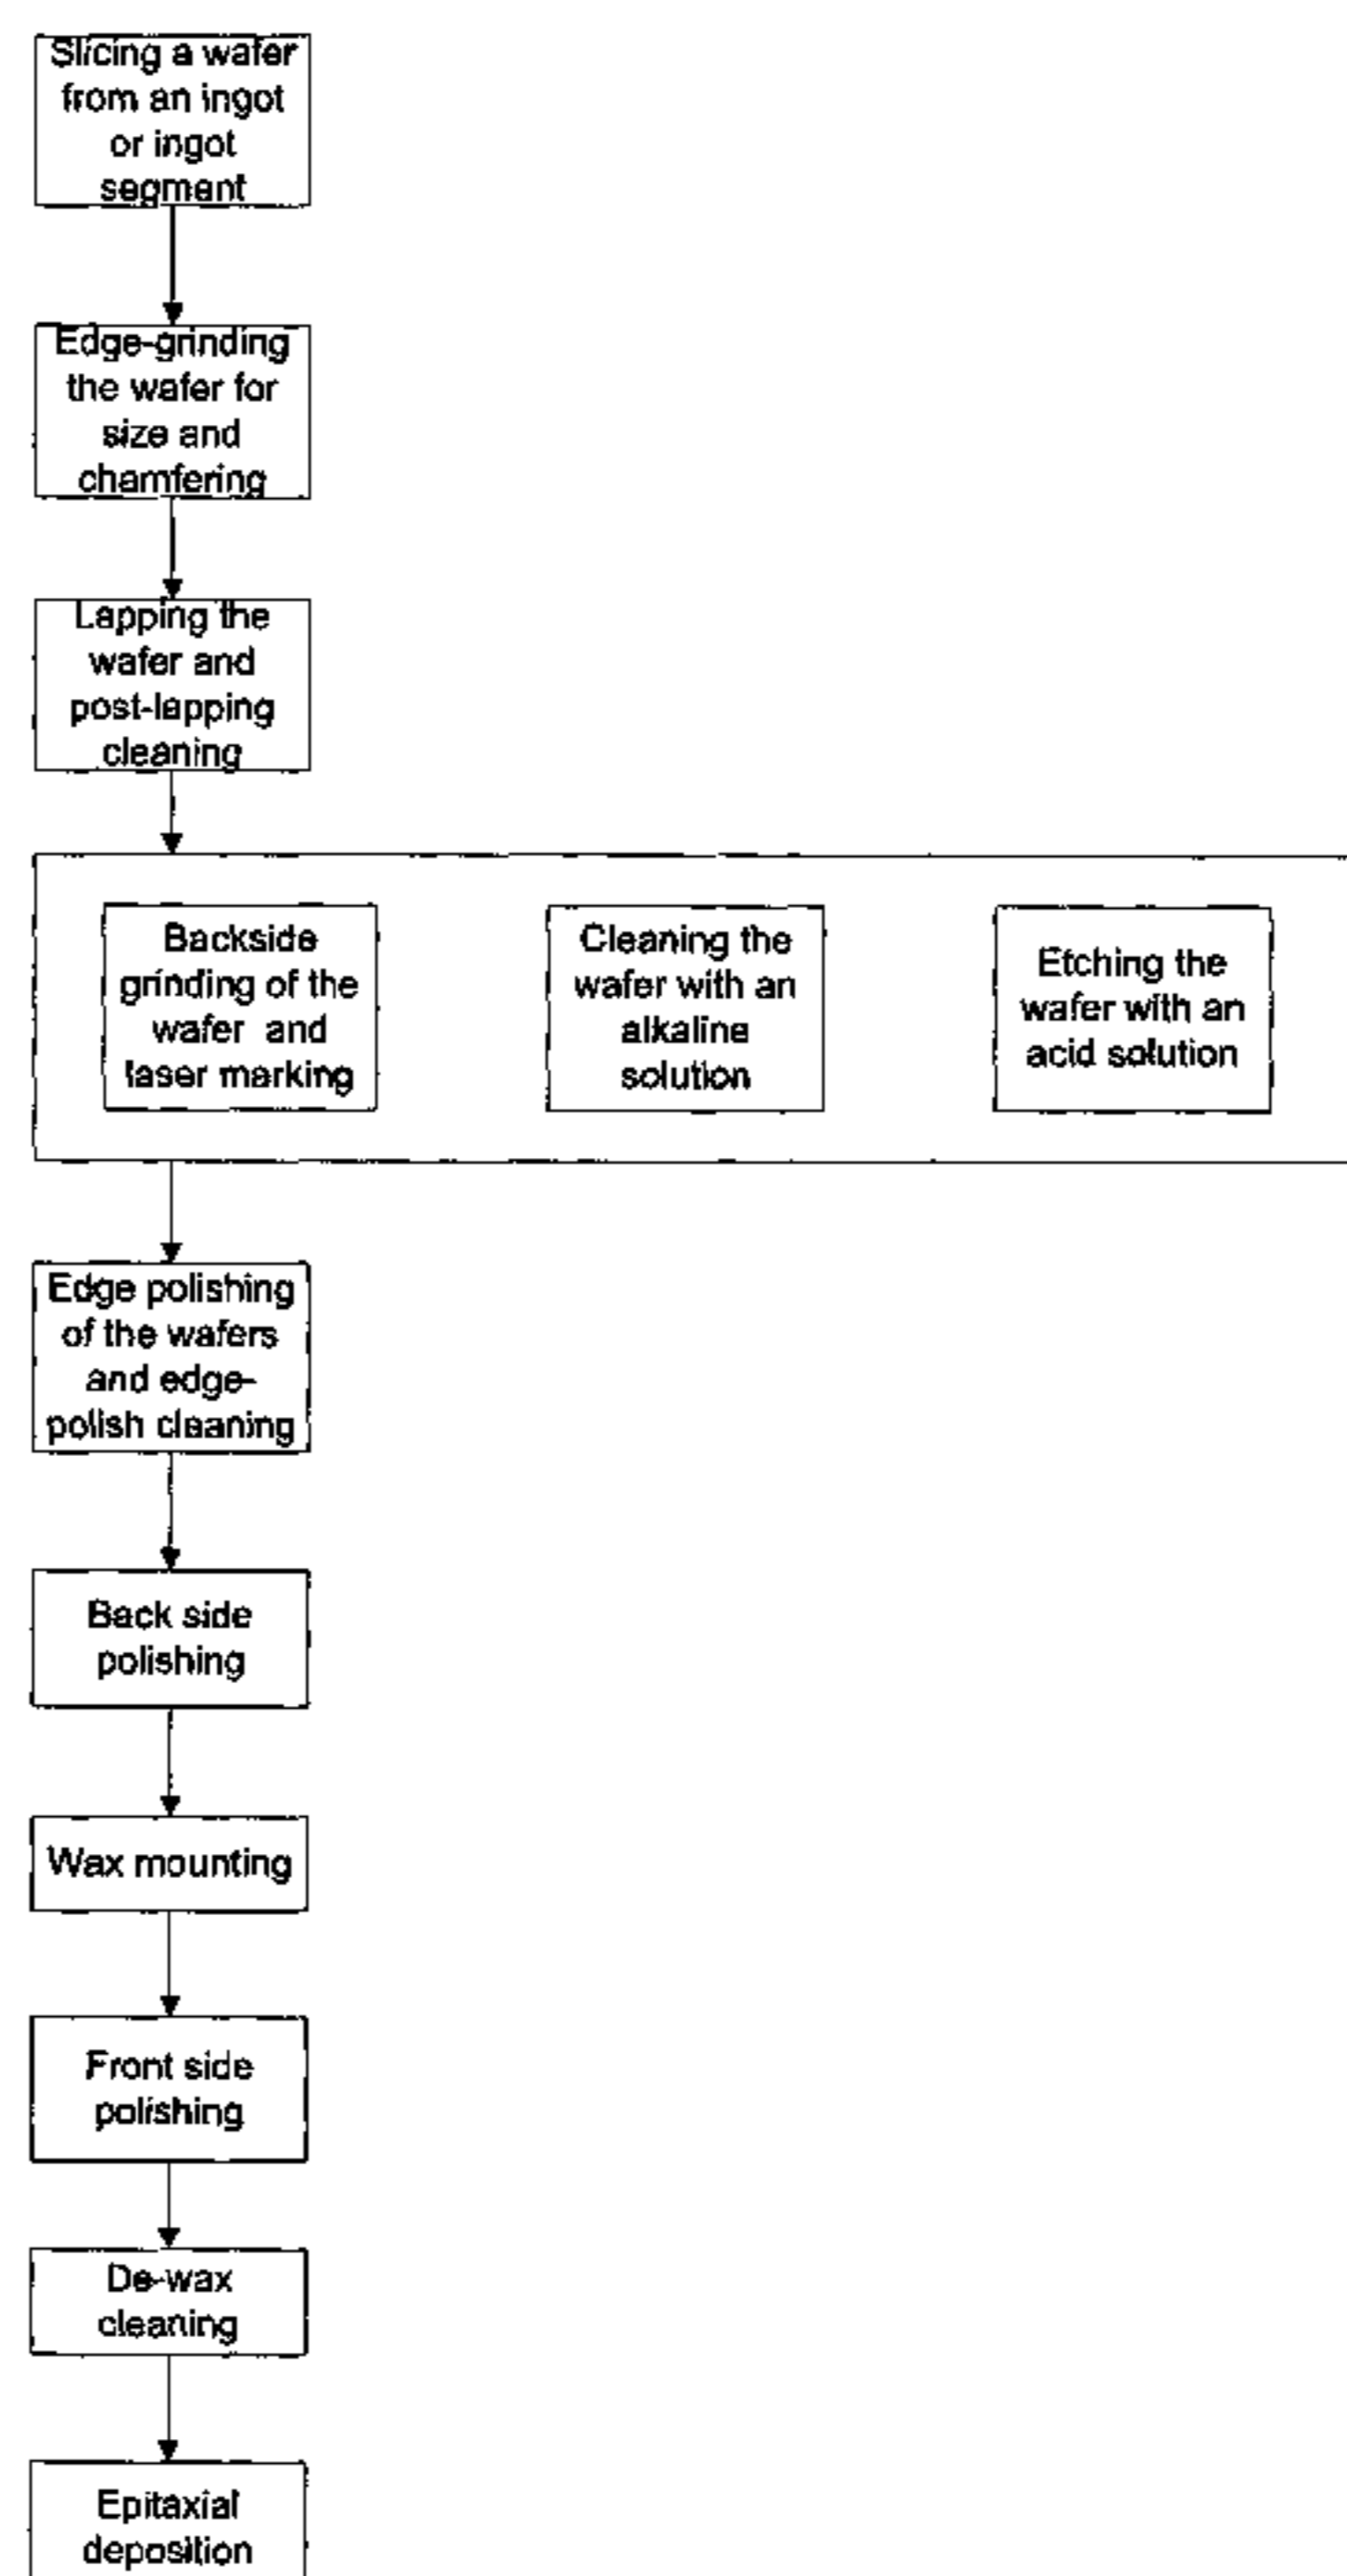 Slicing a wafer
from an ingot
or ingot
segment
Edge-grinding
the wafer for
size and
chamfering
Lapping the
wafer and
post-lapping
cleaning
Backside
grinding of the
wafer and
laser marking
Cleaning the
wafer with an
alkaline
solution
Etching the
wafer with an
acid solution
Edge polishing
of the wafers
and edge-
polish cleaning
Back side
polishing
Wax mounting
Front side
polishing
De-wax
cleaning
Epitaxial
deposition